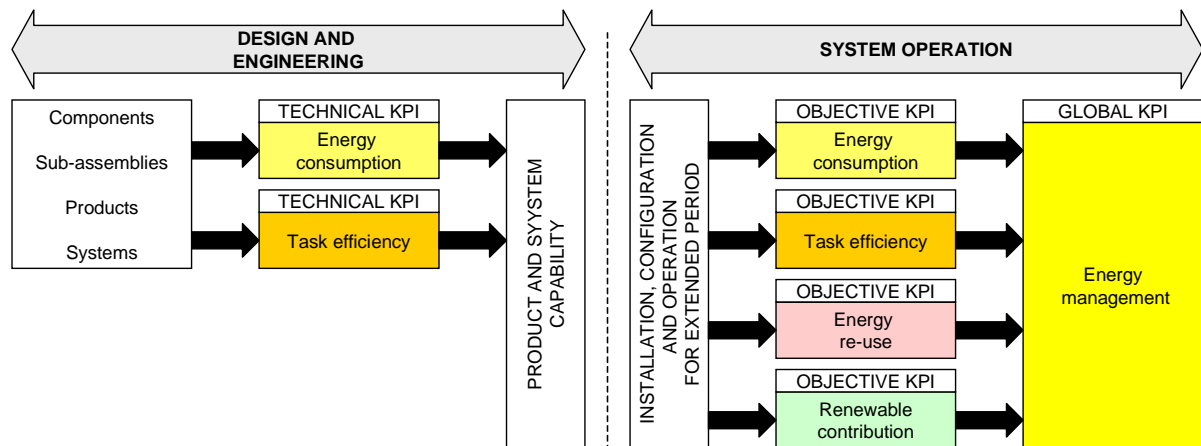 DESIGN AND
ENGINEERING
SYSTEM OPERATION
Components
Sub-assemblies
Products
Systems
TECHNICAL KPI
Energy
consumption
TECHNICAL KPI
Task efficiency
PRODUCT AND SYYSTEM
CAPABILITY
INSTALLATION, CONFIGURATION
AND OPERATION
FOR EXTENDED PERIOD
OBJECTIVE KPI
Energy
consumption
OBJECTIVE KPI
Task efficiency
OBJECTIVE KPI
Energy
re-use
OBJECTIVE KPI
Renewable
contribution
GLOBAL KPI
Energy
management